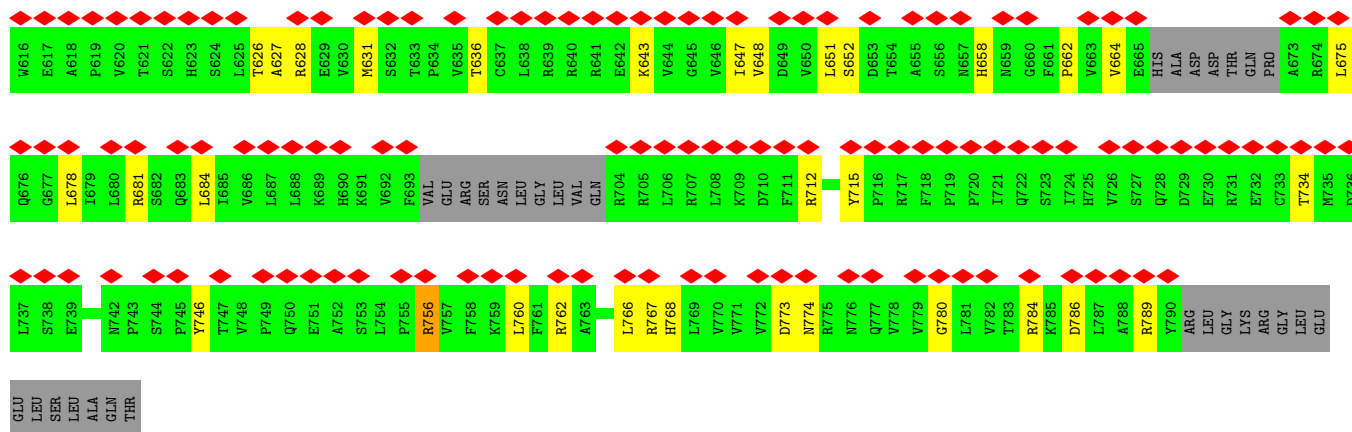 W616 E617 A618 P619 V620 T621 S622 H623 S624 L625 T626 A627 R628 E629 V630 M631 S632 T633 P634 V635 T636 C637 L638 R639 R640 R641 E642 K643 V644 G645 V646 I647 V648 D649 V650 L651 S652 D653 T654 A655 S656 N657 H658 N659 G660 F661 P662 V663 V664 E665 HIS ALA ASP ASP THR GLN PRO A673 R674 L675
Q676 G677 L678 I679 L680 R681 S682 Q683 L684 I685 V686 L687 L688 K689 H690 K691 V692 F693 VAL GLU ARG SER ASN LEU GLY LEU VAL GLN R704 R705 L706 R707 L708 K709 D710 F711 R712 Y715 P716 R717 F718 P719 P720 I721 Q722 S723 I724 H725 V726 S727 Q728 D729 E730 R731 E732 C733 T734 M735 D736
L737 S738 E739 N742 P743 S744 P745 Y746 T747 V748 P749 Q750 E751 A752 S753 L754 P755 R756 V757 F758 K759 L760 F761 R762 A763 L766 R767 H768 L769 V770 V771 V772 D773 N774 R775 N776 Q777 V778 V779 G780 L781 V782 T783 R784 K785 D786 L787 A788 R789 Y790 ARG LEU GLY LYS ARG GLY LEU GLU
GLU LEU SER LEU ALA GLN THR